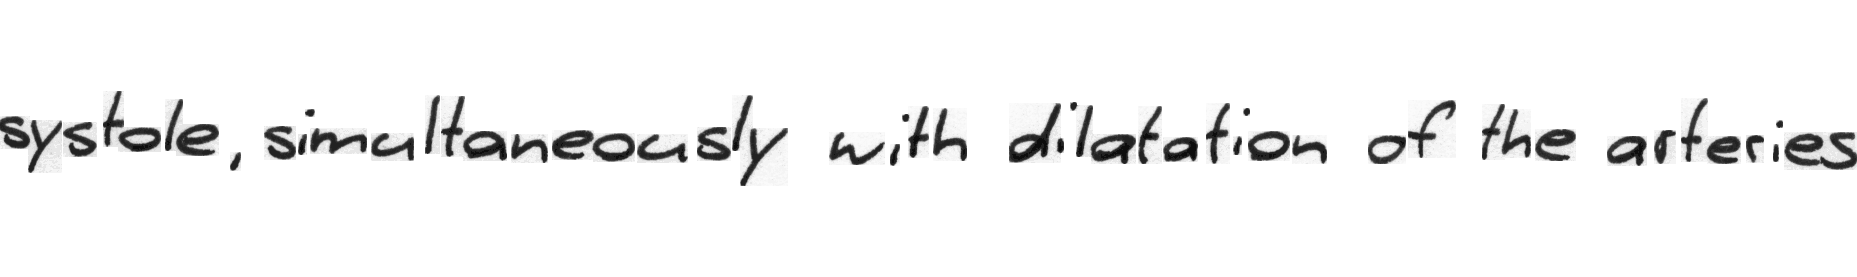 systole, simultaneously with dilatation of the arteries